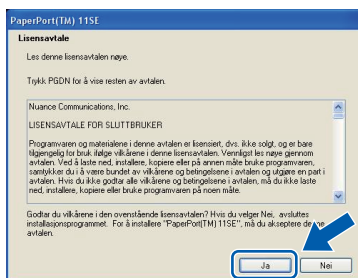 PaperPort(TM) 11SE
Lisensavtale
Les denne lisensavtalen nøye.
Trykk PGDN for å vise resten av avtalen.
Nuance Communications, Inc.
LISENSAVTALE FOR SLUTTBRUKER
Programvaren og materialene i denne avtalen er lisensiert, dvs. ikke solgt, og er bare
tilgjengelig for bruk ifølge vilkårene i denne lisensavtalen. Vennligst les nøye gjennom
avtalen. Ved å laste ned, installere, kopiere eller på annen måte bruke programvaren,
samtykker du i å være bundet av vilkårene og betingelsene i avtalen og utgjøre en part i
avtalen. Hvis du ikke godtar alle vilkårene og betingelsene i avtalen, må du ikke laste
ned, installere, kopiere eller bruke programvaren på noen måte.
Godtar du vilkårene i den ovenstående lisensavtalen? Hvis du velger Nei, avsluttes
installasjonsprogrammet. For å installere "PaperPort(TM) 11SE", må du akseptere denne
avtalen.
Ja
Nei